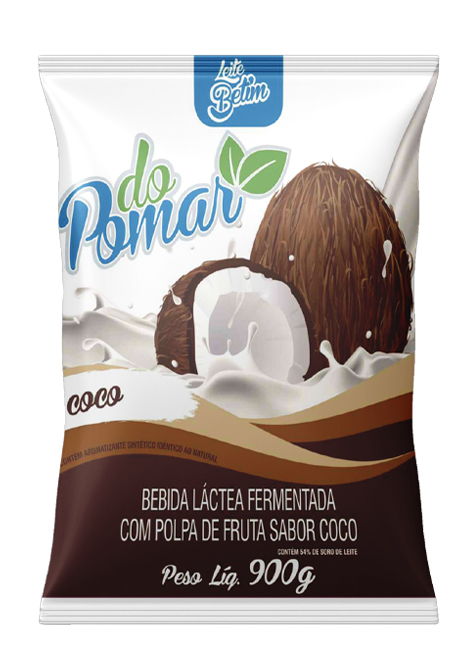 Leite
Betim
do
Pomar
coco
CONTÉM AROMATIZANTE SINTÉTICO IDÊNTICO AO NATURAL
BEBIDA LÁCTEA FERMENTADA
COM POLPA DE FRUTA SABOR COCO
CONTÉM 54% DE SORO DE LEITE
Peso Líq. 900g